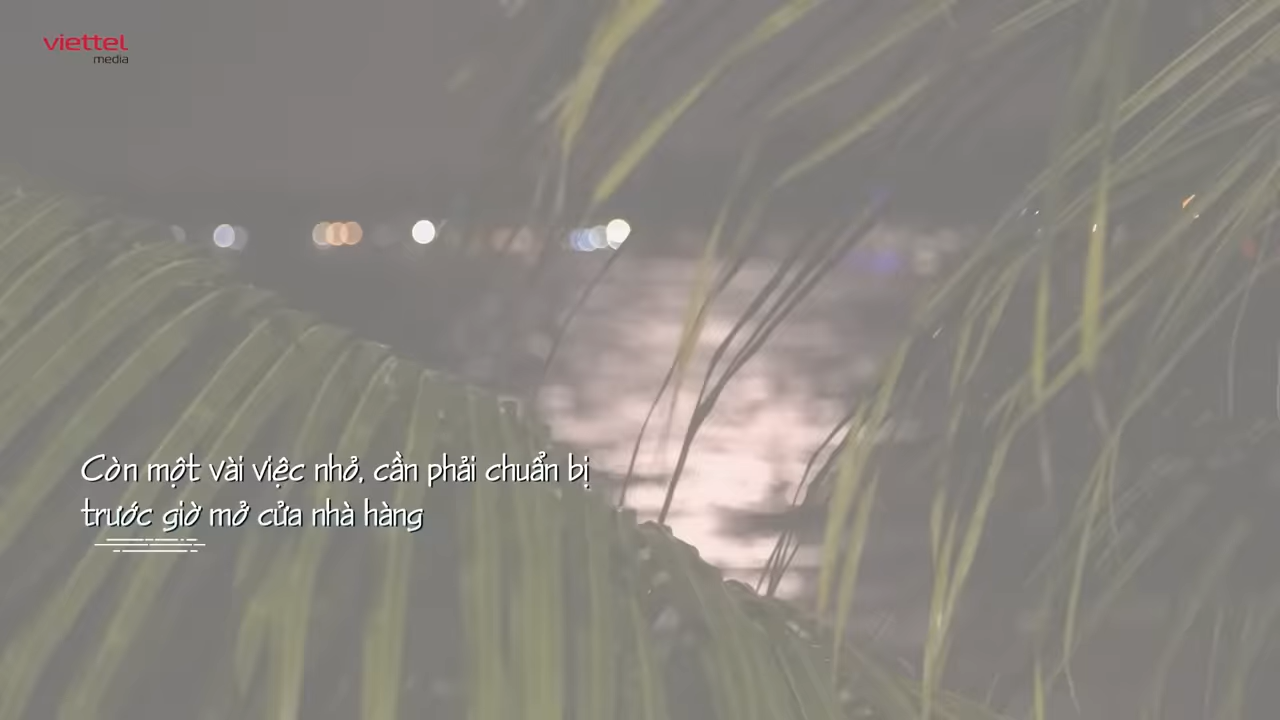 viettel
media
Còn một vài việc nhỏ, cần phải chuẩn bị
trước giờ mở cửa nhà hàng